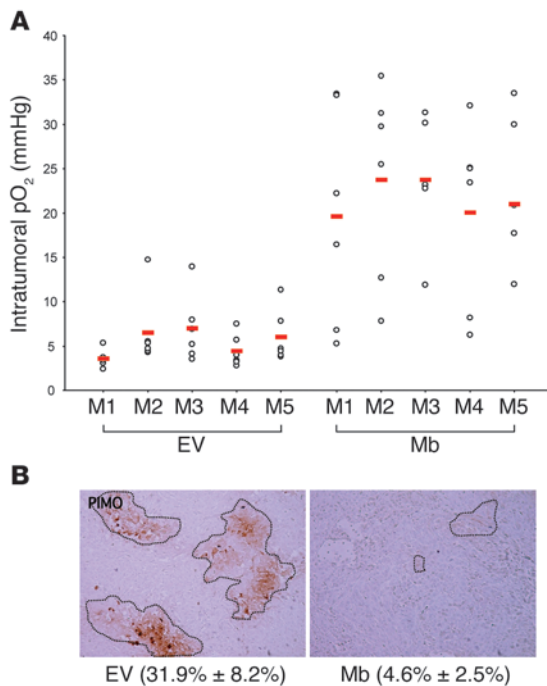 A
Intratumoral pO2 (mmHg)
40
35
30
25
20
15
10
5
0
M1 M2 M3 M4 M5 M1 M2 M3 M4 M5
EV Mb
B
PIMO
EV (31.9% ± 8.2%) Mb (4.6% ± 2.5%)